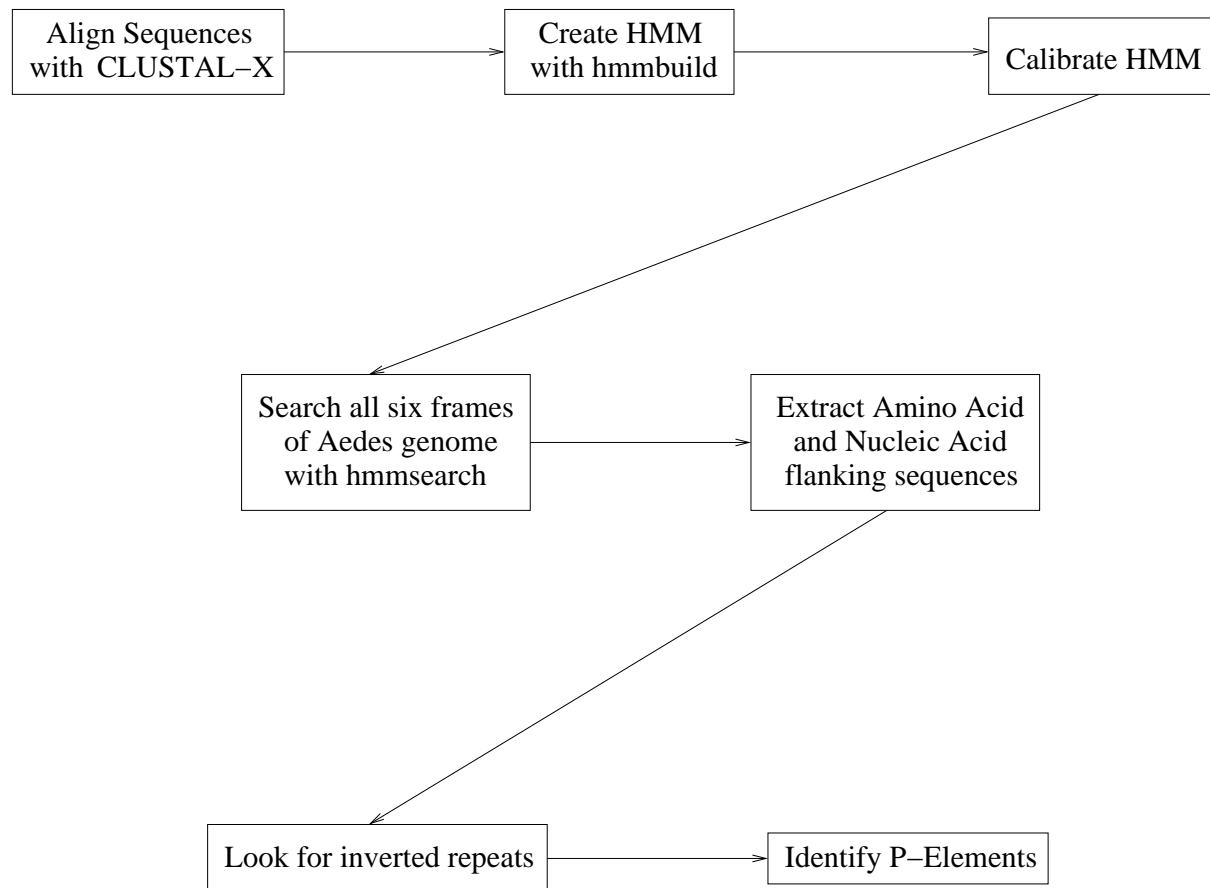 Align Sequences
with CLUSTAL–X
Create HMM
with hmmbuild
Calibrate HMM
Search all six frames
of Aedes genome
with hmmsearch
Extract Amino Acid
and Nucleic Acid
flanking sequences
Look for inverted repeats
Identify P–Elements